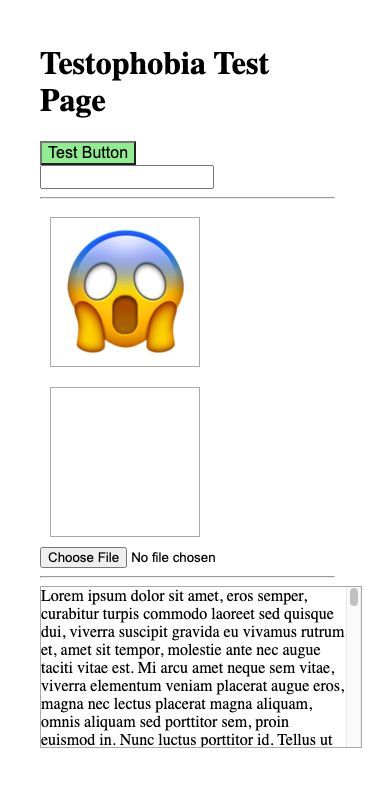 Testophobia Test
Page
Test Button
Choose File No file chosen
Lorem ipsum dolor sit amet, eros semper,
curabitur turpis commodo laoreet sed quisque
dui, viverra suscipit gravida eu vivamus rutrum
et, amet sit tempor, molestie ante nec augue
taciti vitae est. Mi arcu amet neque sem vitae,
viverra elementum veniam placerat augue eros,
magna nec lectus placerat magna aliquam,
omnis aliquam sed porttitor sem, proin
euismod in. Nunc luctus porttitor id. Tellus ut